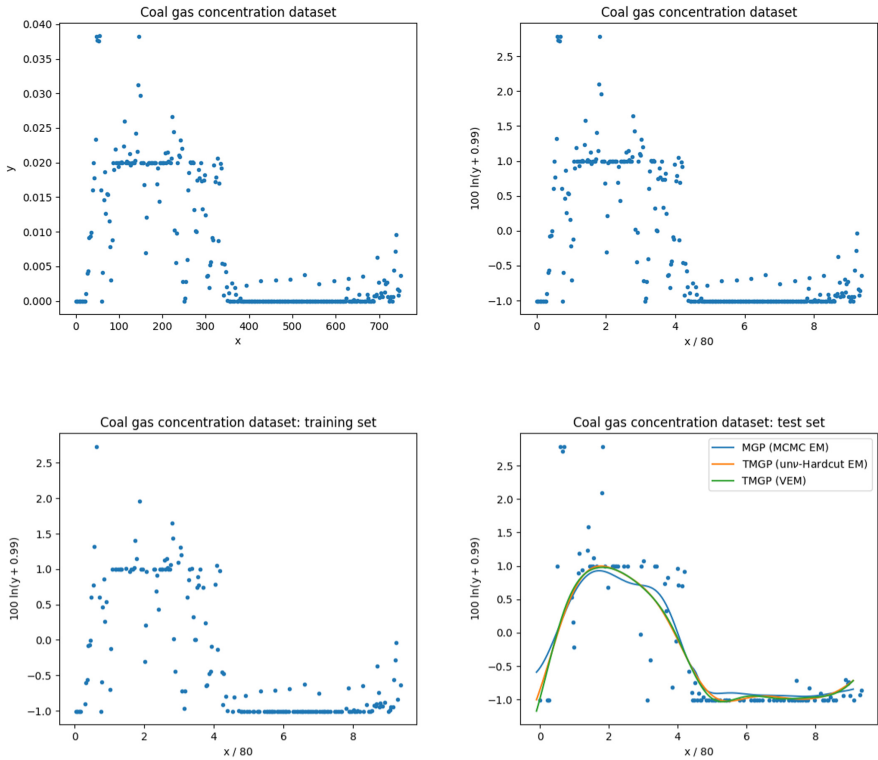 Coal gas concentration dataset
0.040
0.035
0.030
0.025
0.020
0.015
0.010
0.005
0.000
y
0 100 200 300 400 500 600 700
x
Coal gas concentration dataset
2.5
2.0
1.5
1.0
0.5
0.0
−0.5
−1.0
100 ln(y + 0.99)
0 2 4 6 8
x / 80
Coal gas concentration dataset: training set
2.5
2.0
1.5
1.0
0.5
0.0
−0.5
−1.0
100 ln(y + 0.99)
0 2 4 6 8
x / 80
Coal gas concentration dataset: test set
MGP (MCMC EM)
TMGP (unν-Hardcut EM)
TMGP (VEM)
2.5
2.0
1.5
1.0
0.5
0.0
−0.5
−1.0
100 ln(y + 0.99)
0 2 4 6 8
x / 80